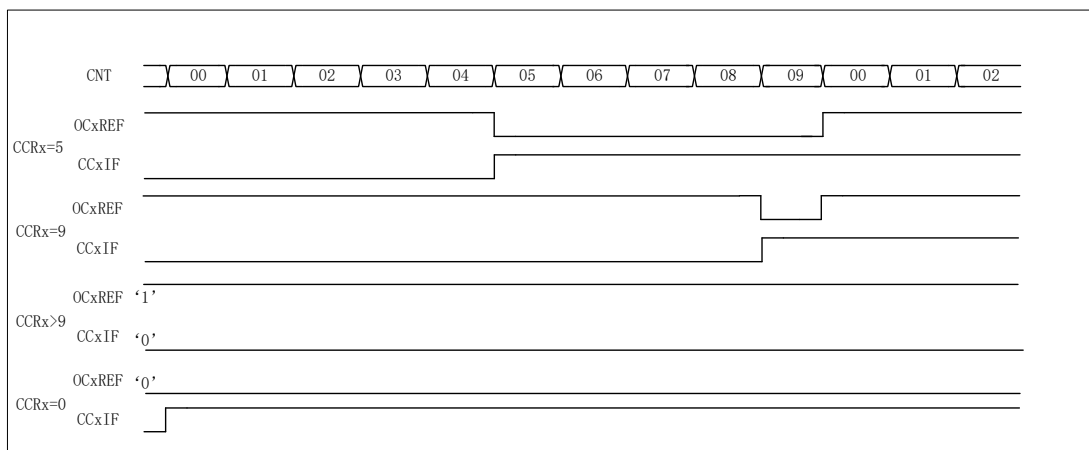 CNT 00 01 02 03 04 05 06 07 08 09 00 01 02
OCxREF
CCRx=5
CCxIF
OCxREF
CCRx=9
CCxIF
OCxREF ‘1’
CCRx>9
CCxIF ‘0’
OCxREF ‘0’
CCRx=0
CCxIF